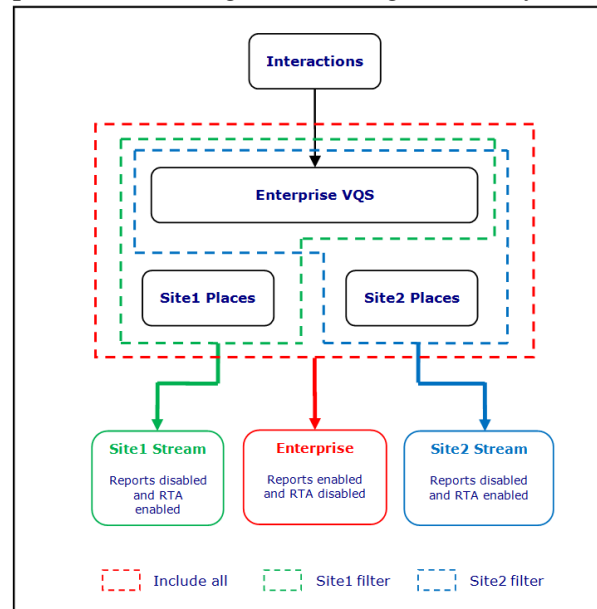 Interactions
Enterprise VQS
Site1 Places
Site2 Places
Site1 Stream
Reports disabled
and RTA
enabled
Enterprise
Reports enabled
and RTA disabled
Site2 Stream
Reports disabled
and RTA enabled
Include all
Site1 filter
Site2 filter